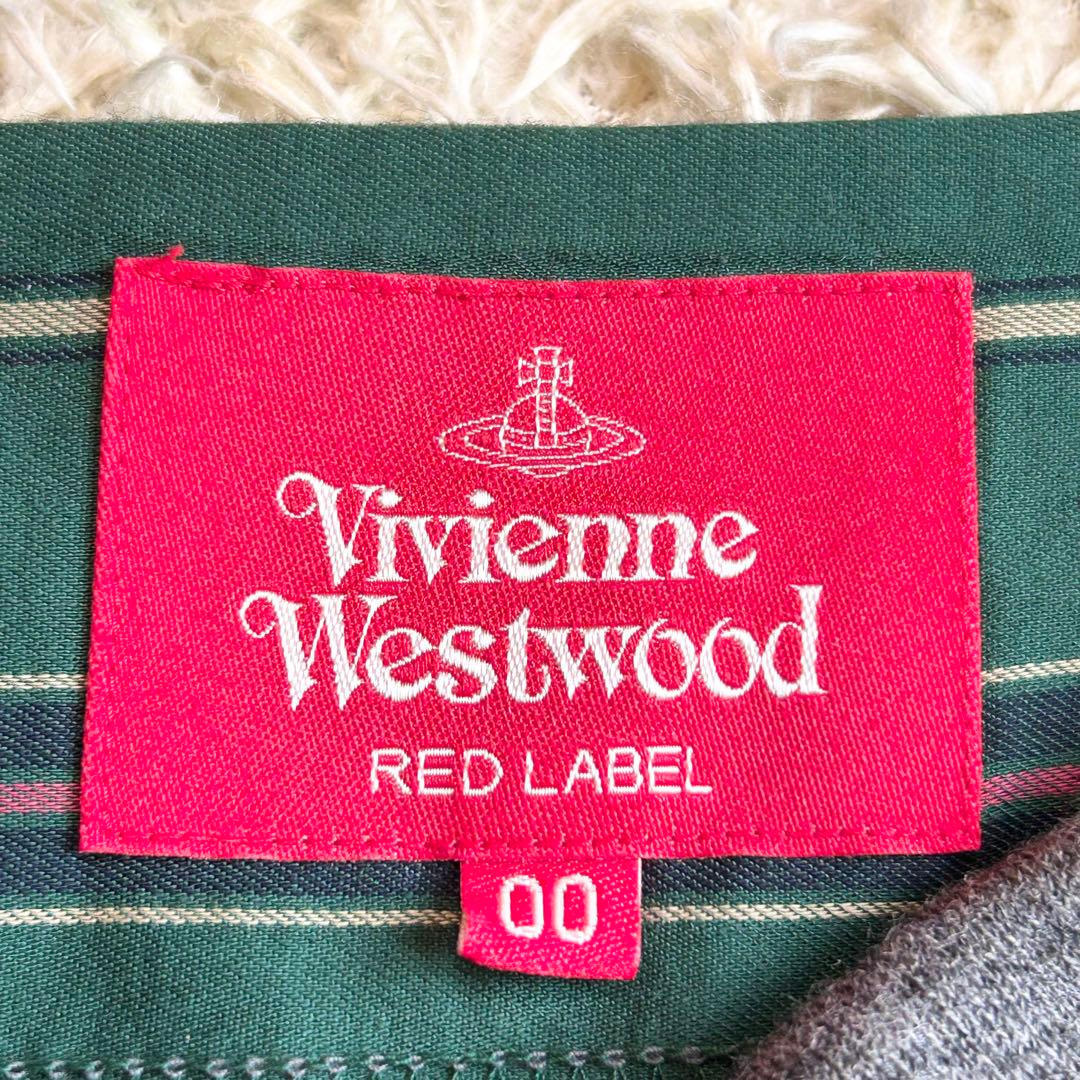 Vivienne
Westwood
RED LABEL
00